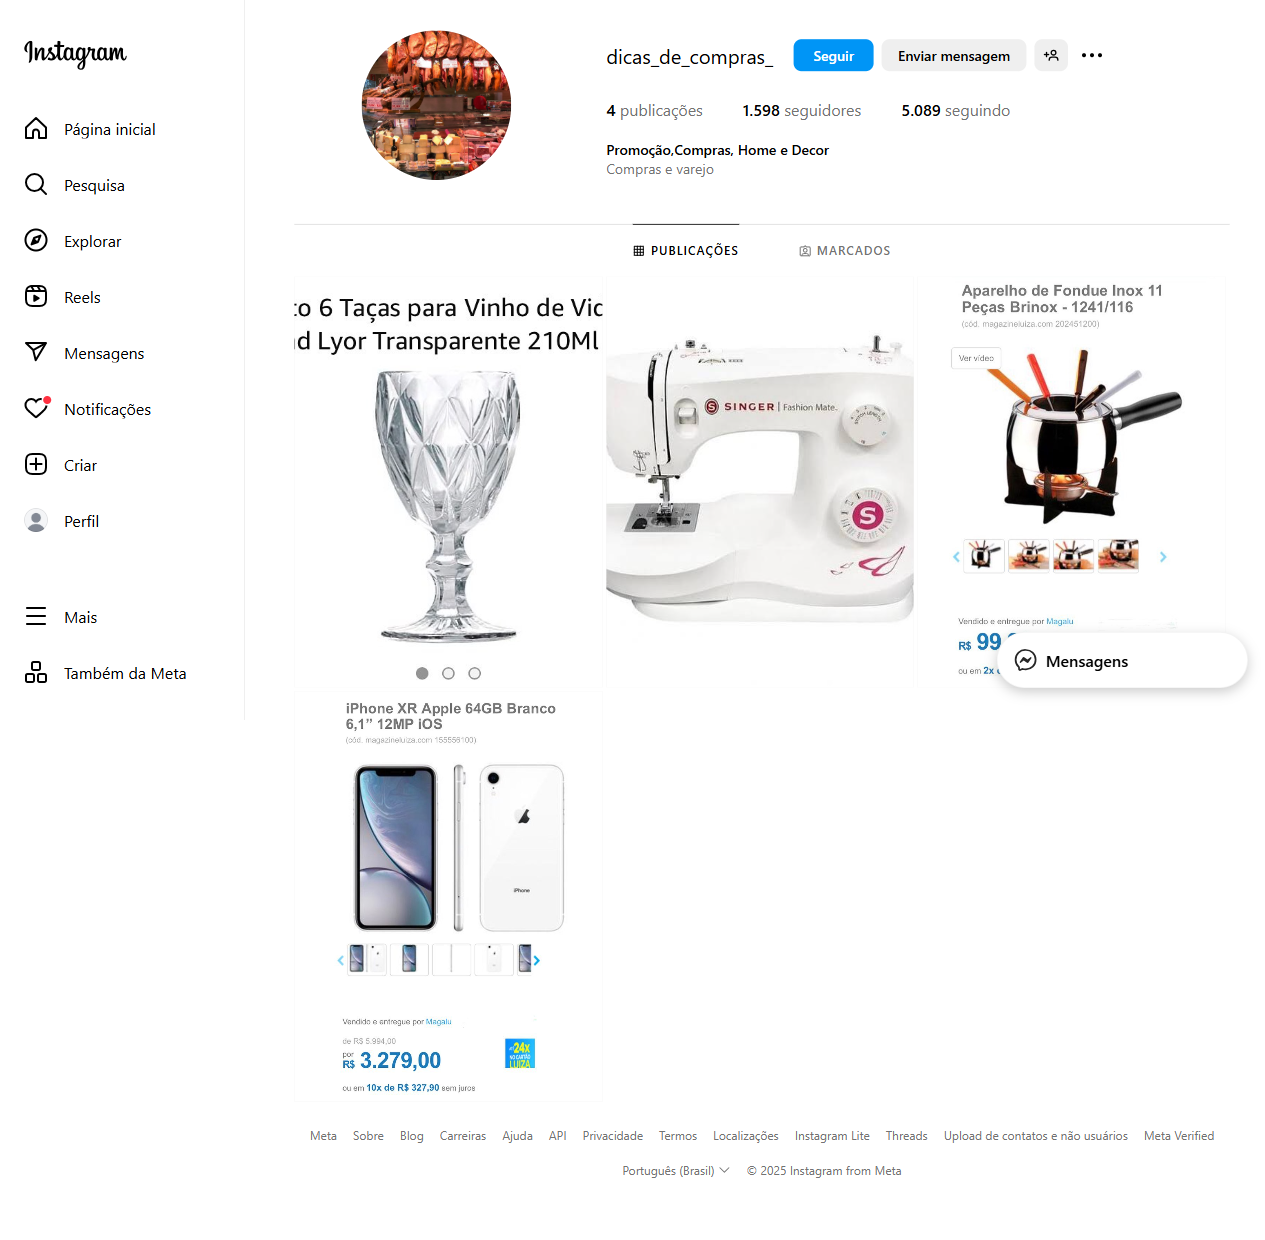 Instagram
Página inicial
Pesquisa
Explorar
Reels
Mensagens
Notificações
Criar
Perfil
Mais
Também da Meta
dicas_de_compras_
Seguir
Enviar mensagem
4 publicações
1.598 seguidores
5.089 seguindo
Promoção,Compras, Home e Decor
Compras e varejo
PUBLICAÇÕES
MARCADOS
6 Taças para Vinho de
Lyor Transparente 210Ml
SINGER | Fashion Mate
STITCH LENGTH
S
Aparelho de Fondue Inox 11
Peças Brinox - 1241/116
(cód. magazineluiza.com 202451200)
Ver vídeo
Vendido e entregue por Magalu
R$ 99
ou em 2x
Mensagens
iPhone XR Apple 64GB Branco
6,1” 12MP iOS
(cód. magazineluiza.com 155556100)
iPhone
Vendido e entregue por Magalu
de R$ 5.994,00
por
R$ 3.279,00
24x
NO CARTÃO
LUIZA
ou em 10x de R$ 327,90 sem juros
Meta
Sobre
Blog
Carreiras
Ajuda
API
Privacidade
Termos
Localizações
Instagram Lite
Threads
Upload de contatos e não usuários
Meta Verified
Português (Brasil)
© 2025 Instagram from Meta